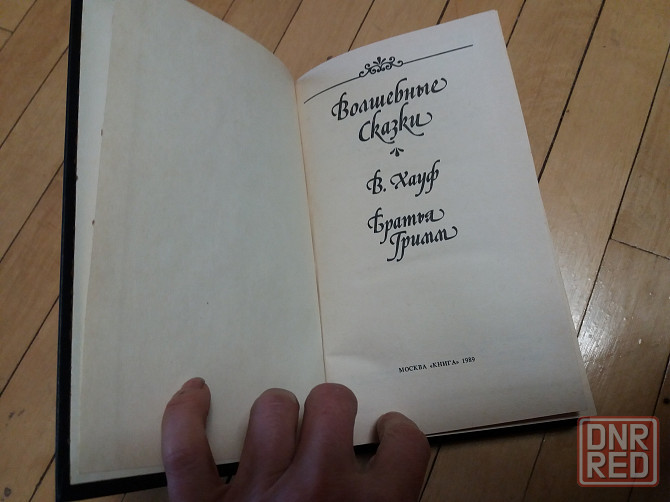 Волшебные
Сказки
В. Хауф
Братья
Гримм
МОСКВА «КНИГА» 1989
DNR
RED